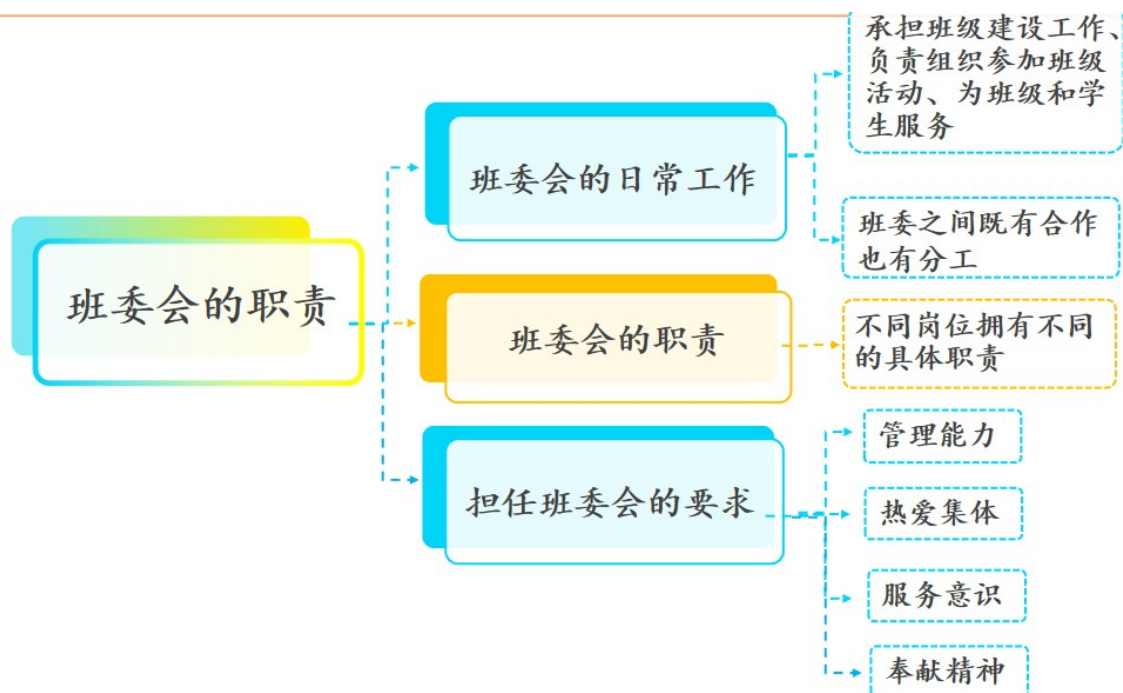 班委会的职责
班委会的日常工作
承担班级建设工作、
负责组织参加班级
活动、为班级和学
生服务
班委之间既有合作
也有分工
班委会的职责
不同岗位拥有不同
的具体职责
担任班委会的要求
管理能力
热爱集体
服务意识
奉献精神